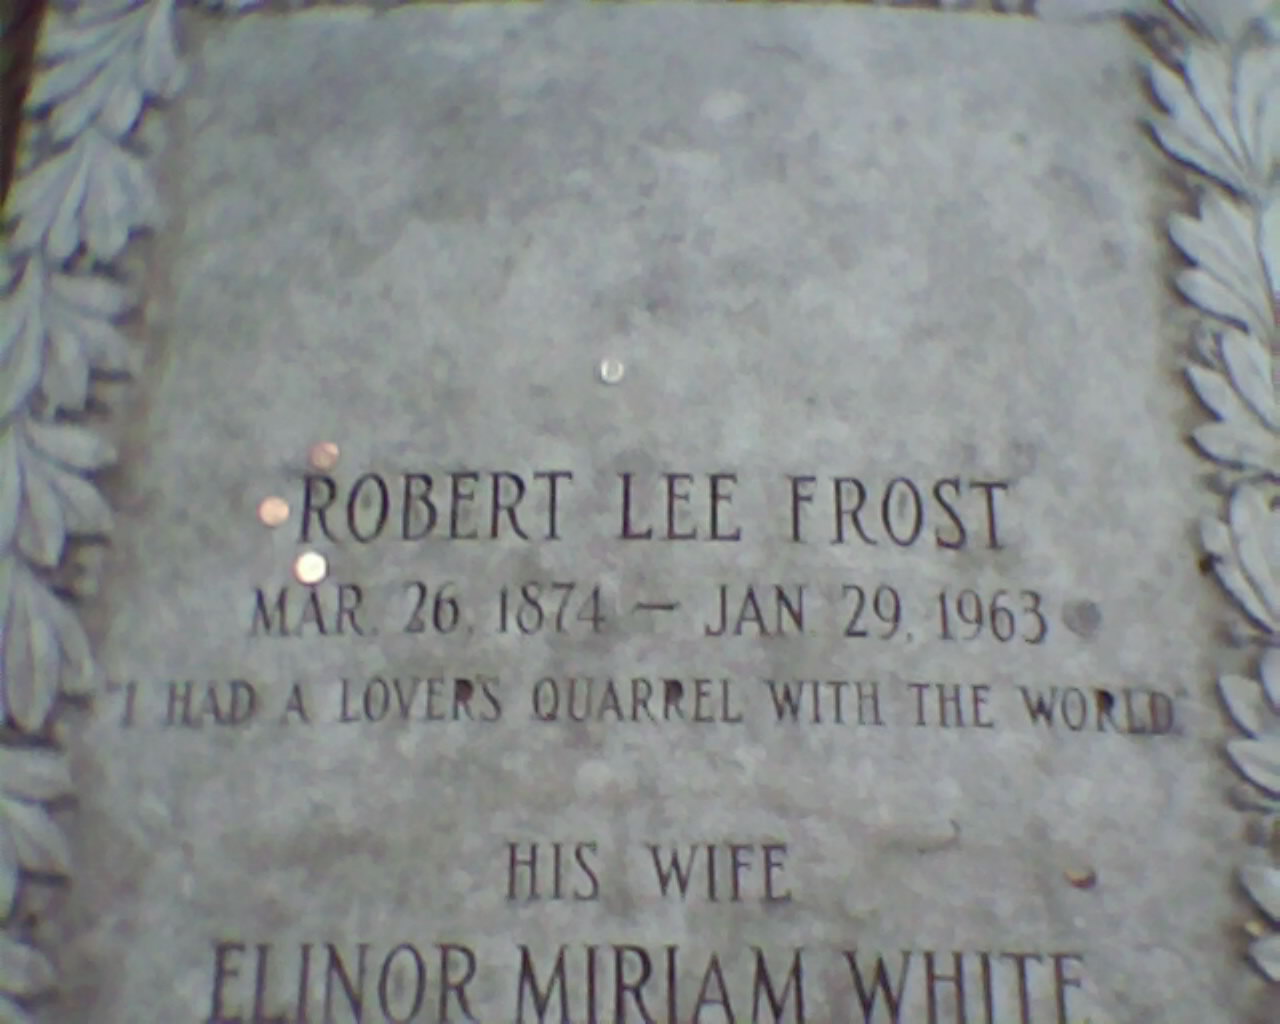 ROBERT LEE FROST
MAR. 26, 1874 — JAN. 29, 1963
"I HAD A LOVER'S QUARREL WITH THE WORLD."
HIS WIFE
ELINOR MIRIAM WHITE